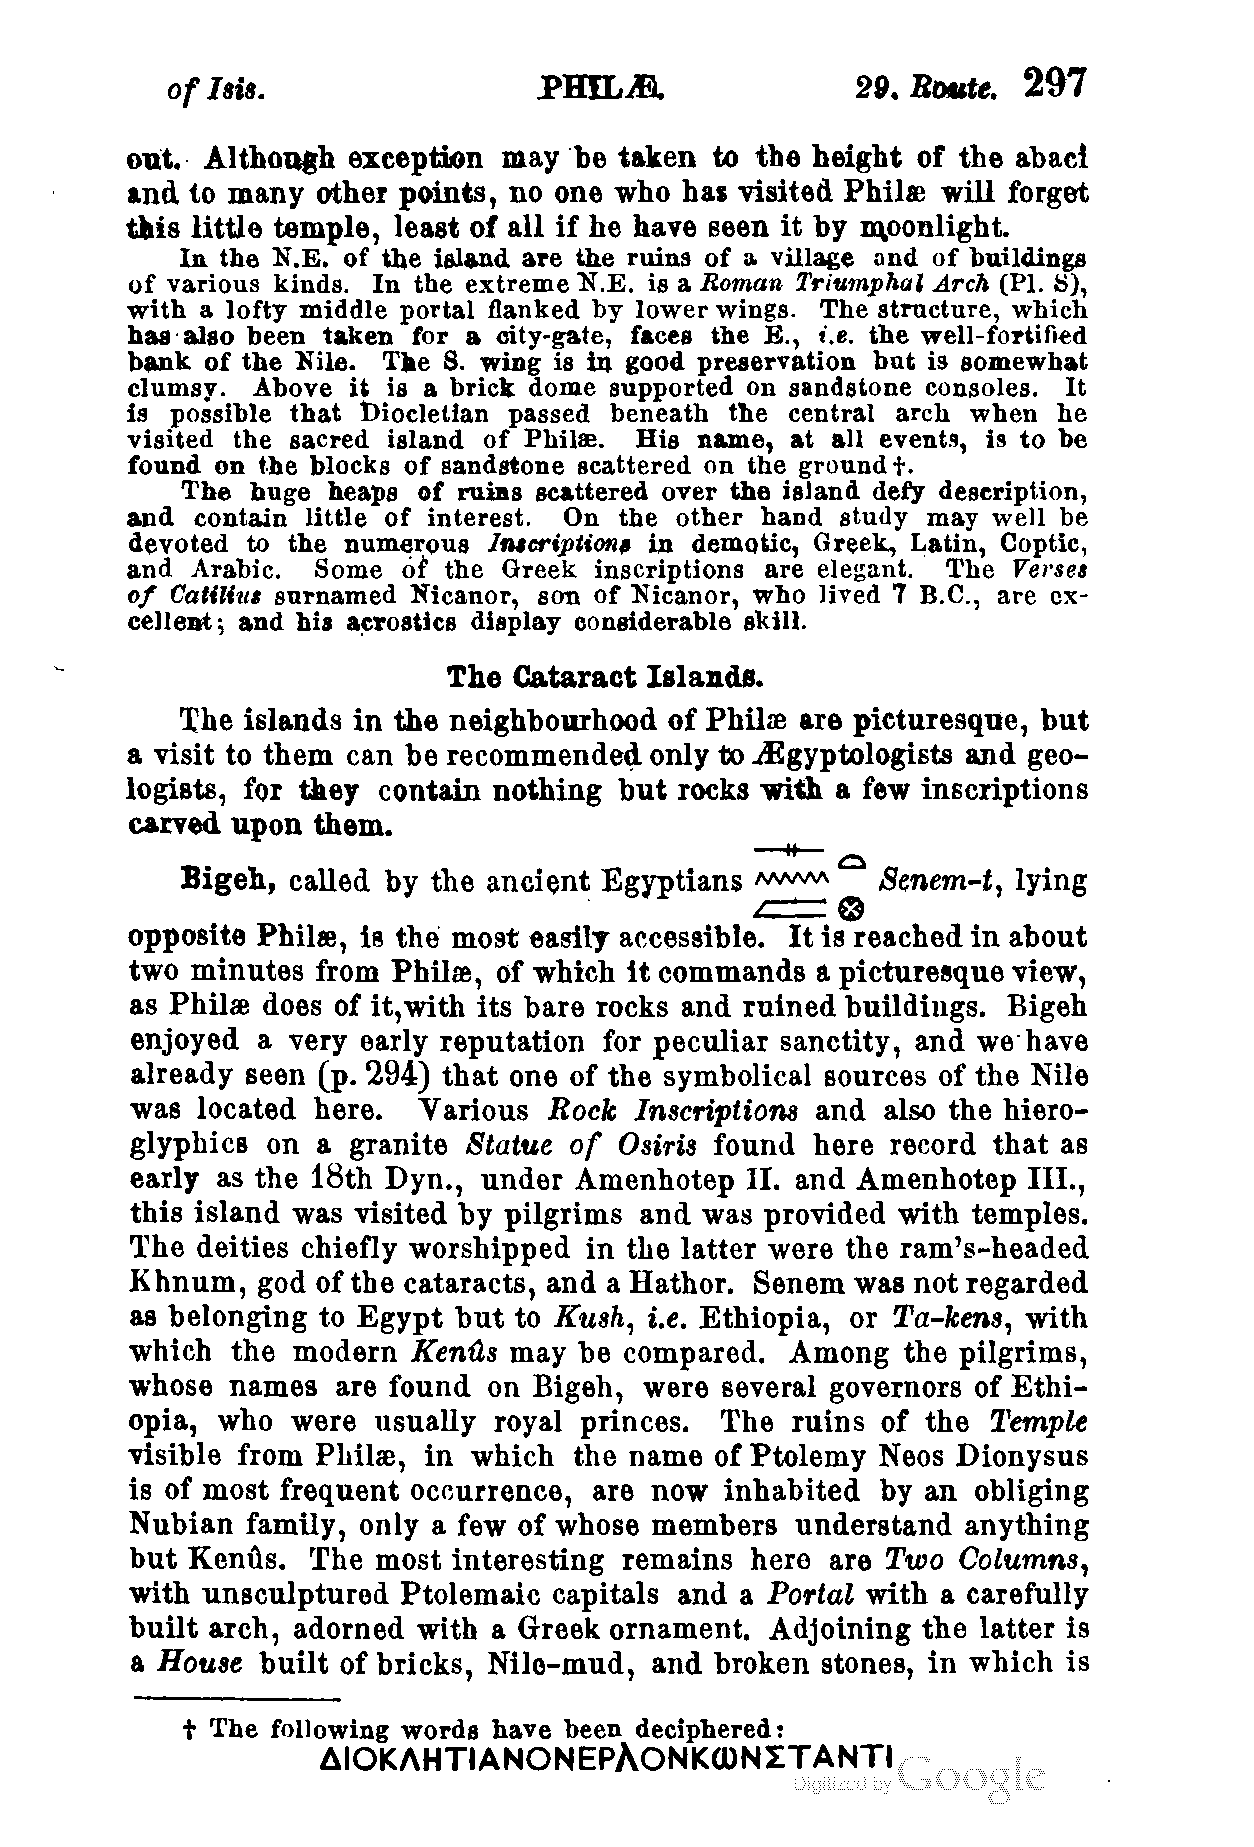 of Isis. PHILÆ. 29. Route. 297
out. Although exception may be taken to the height of the abaci
and to many other points, no one who has visited Philæ will forget
this little temple, least of all if he have seen it by moonlight.
In the N.E. of the island are the ruins of a village and of buildings
of various kinds. In the extreme N.E. is a Roman Triumphal Arch (Pl. 8),
with a lofty middle portal flanked by lower wings. The structure, which
has also been taken for a city-gate, faces the E., i.e. the well-fortified
bank of the Nile. The S. wing is in good preservation but is somewhat
clumsy. Above it is a brick dome supported on sandstone consoles. It
is possible that Diocletian passed beneath the central arch when he
visited the sacred island of Philæ. His name, at all events, is to be
found on the blocks of sandstone scattered on the ground †.
The huge heaps of ruins scattered over the island defy description,
and contain little of interest. On the other hand study may well be
devoted to the numerous Inscriptions in demotic, Greek, Latin, Coptic,
and Arabic. Some of the Greek inscriptions are elegant. The Verses
of Catilius surnamed Nicanor, son of Nicanor, who lived 7 B.C., are ex-
cellent; and his acrostics display considerable skill.
The Cataract Islands.
The islands in the neighbourhood of Philæ are picturesque, but
a visit to them can be recommended only to Ægyptologists and geo-
logists, for they contain nothing but rocks with a few inscriptions
carved upon them.
Bigeh, called by the ancient Egyptians Senem-t, lying
opposite Philæ, is the most easily accessible. It is reached in about
two minutes from Philæ, of which it commands a picturesque view,
as Philæ does of it, with its bare rocks and ruined buildings. Bigeh
enjoyed a very early reputation for peculiar sanctity, and we have
already seen (p. 294) that one of the symbolical sources of the Nile
was located here. Various Rock Inscriptions and also the hiero-
glyphics on a granite Statue of Osiris found here record that as
early as the 18th Dyn., under Amenhotep II. and Amenhotep III.,
this island was visited by pilgrims and was provided with temples.
The deities chiefly worshipped in the latter were the ram's-headed
Khnum, god of the cataracts, and a Hathor. Senem was not regarded
as belonging to Egypt but to Kush, i.e. Ethiopia, or Ta-kens, with
which the modern Kenûs may be compared. Among the pilgrims,
whose names are found on Bigeh, were several governors of Ethi-
opia, who were usually royal princes. The ruins of the Temple
visible from Philæ, in which the name of Ptolemy Neos Dionysus
is of most frequent occurrence, are now inhabited by an obliging
Nubian family, only a few of whose members understand anything
but Kenûs. The most interesting remains here are Two Columns,
with unsculptured Ptolemaic capitals and a Portal with a carefully
built arch, adorned with a Greek ornament. Adjoining the latter is
a House built of bricks, Nile-mud, and broken stones, in which is
† The following words have been deciphered:
ΔΙΟΚΛΗΤΙΑΝΟΝΕΡλΟΝΚΩΝΣΤΑΝΤΙ
Digitized by Google